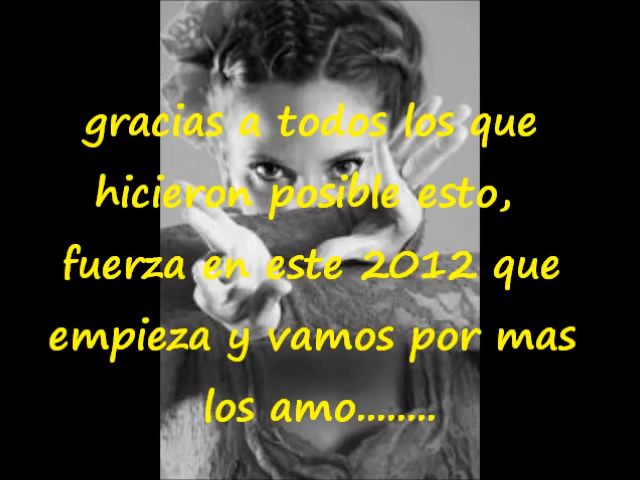 gracias a todos los que
hicieron posible esto,
fuerza en este 2012 que
empieza y vamos por mas
los amo........